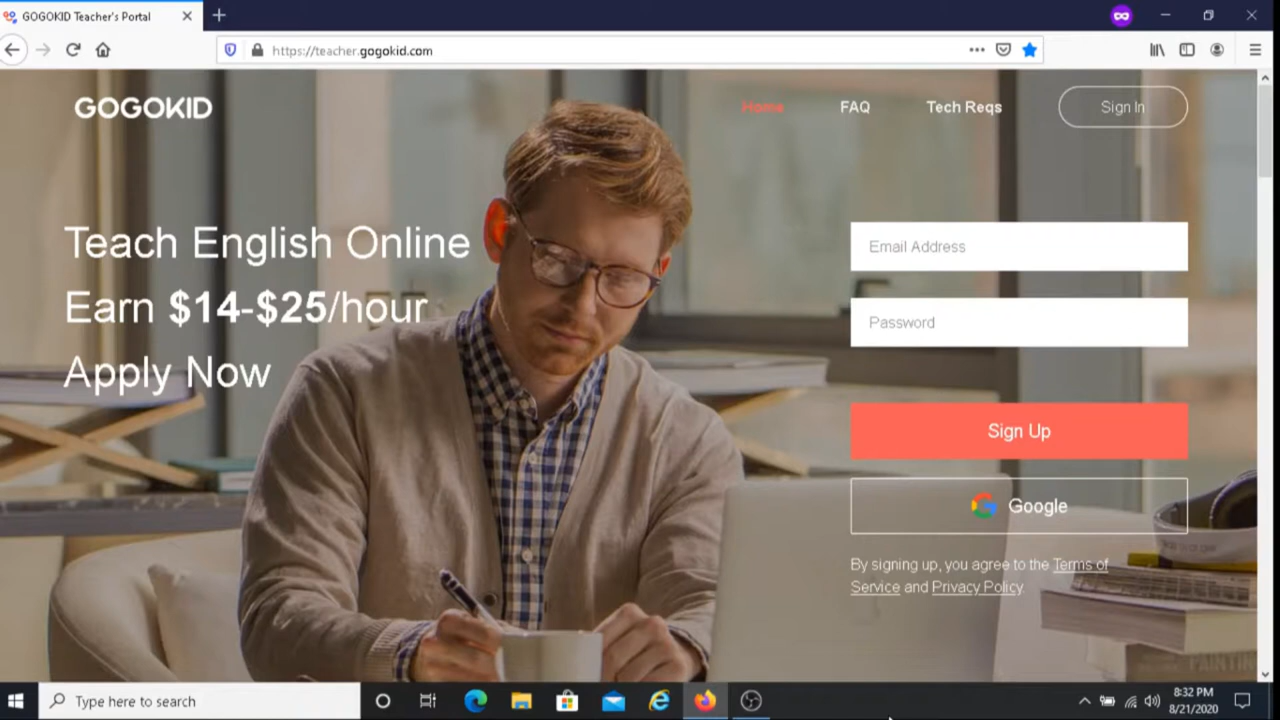 GOGOKID Teacher's Portal
https://teacher.gogokid.com
GOGOKID
Home
FAQ
Tech Reqs
Sign In
Teach English Online
Earn $14-$25/hour
Apply Now
Email Address
Password
Sign Up
Google
By signing up, you agree to the Terms of
Service and Privacy Policy.
Type here to search
8:32 PM
8/21/2020